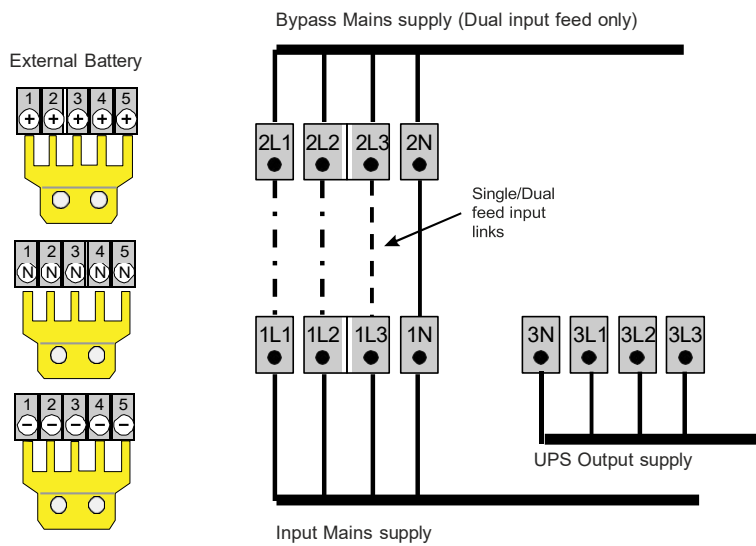 Bypass Mains supply (Dual input feed only)
External Battery
1 2 3 4 5
+ + + + +
2L1 2L2 2L3 2N
Single/Dual
feed input
links
1 2 3 4 5
N N N N N
1L1 1L2 1L3 1N
3N 3L1 3L2 3L3
1 2 3 4 5
− − − − −
UPS Output supply
Input Mains supply